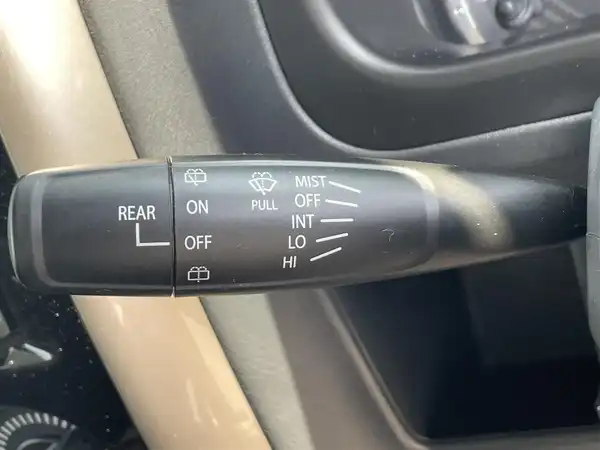 REAR
ON
OFF
PULL
MIST
OFF
INT
LO
HI